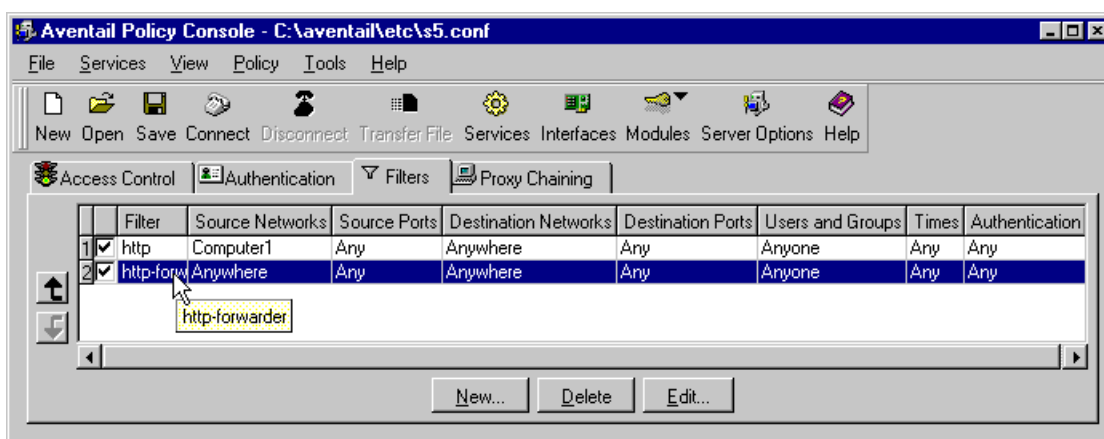 Aventail Policy Console - C:\aventail\etc\s5.conf
File Services View Policy Tools Help
New Open Save Connect Disconnect Transfer File Services Interfaces Modules Server Options Help
Access Control Authentication Filters Proxy Chaining
Filter Source Networks Source Ports Destination Networks Destination Ports Users and Groups Times Authentication
1 http Computer1 Any Anywhere Any Anyone Any Any
2 http-forw Anywhere Any Anywhere Any Anyone Any Any
http-forwarder
New... Delete Edit...